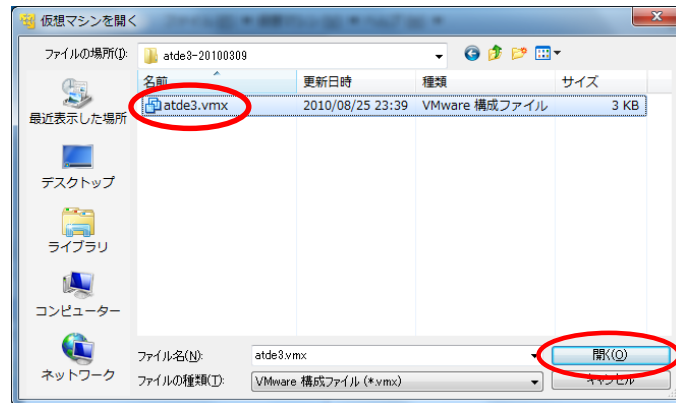 仮想マシンを開く
ファイルの場所(I):
atde3-20100309
名前 更新日時 種類 サイズ
atde3.vmx 2010/08/25 23:39 VMware 構成ファイル 3 KB
最近表示した場所
デスクトップ
ライブラリ
コンピューター
ネットワーク
ファイル名(N): atde3.vmx 開く(O)
ファイルの種類(T): VMware 構成ファイル (*.vmx) キャンセル